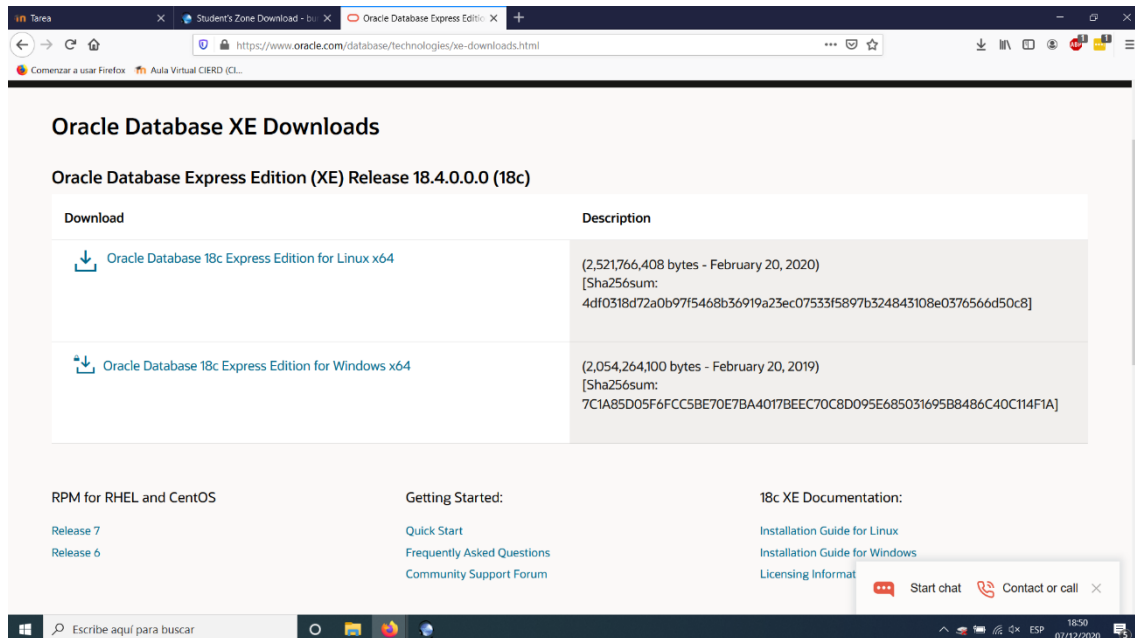 in Tarea
Student's Zone Download - bu
Oracle Database Express Editio
https://www.oracle.com/database/technologies/xe-downloads.html
Comenzar a usar Firefox
Aula Virtual CIERD (CI...
Oracle Database XE Downloads
Oracle Database Express Edition (XE) Release 18.4.0.0.0 (18c)
Download
Description
Oracle Database 18c Express Edition for Linux x64
(2,521,766,408 bytes - February 20, 2020)
[Sha256sum:
4df0318d72a0b97f5468b36919a23ec07533f5897b324843108e0376566d50c8]
Oracle Database 18c Express Edition for Windows x64
(2,054,264,100 bytes - February 20, 2019)
[Sha256sum:
7C1A85D05F6FCC5BE70E7BA4017BEEC70C8D095E685031695B8486C40C114F1A]
RPM for RHEL and CentOS
Release 7
Release 6
Getting Started:
Quick Start
Frequently Asked Questions
Community Support Forum
18c XE Documentation:
Installation Guide for Linux
Installation Guide for Windows
Licensing Informat
Start chat
Contact or call
Escribe aquí para buscar
ESP
18:50
07/12/2020